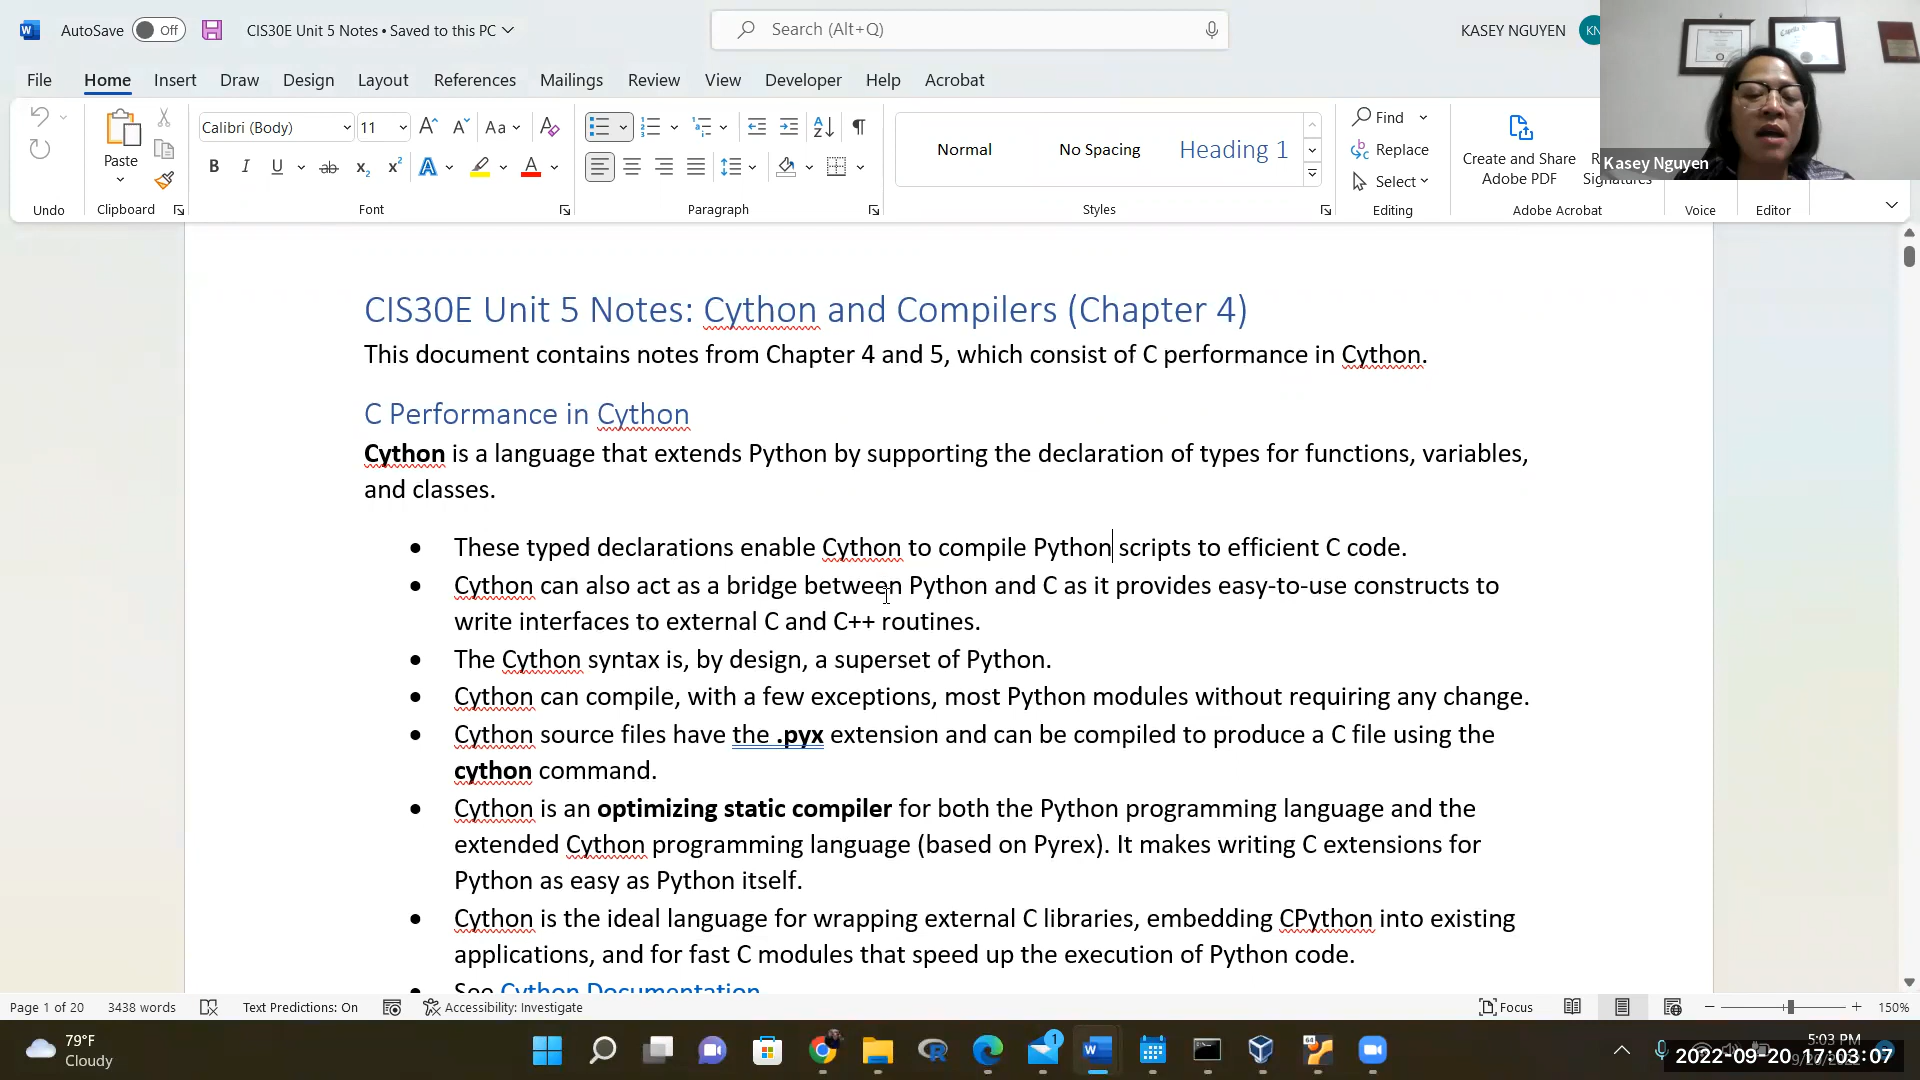 AutoSave Off CIS30E Unit 5 Notes • Saved to this PC Search (Alt+Q) KASEY NGUYEN KN
File Home Insert Draw Design Layout References Mailings Review View Developer Help Acrobat
Paste
Undo Clipboard
Calibri (Body) 11 Aa
Font
Paragraph
Normal No Spacing Heading 1
Styles
Find
Replace
Select
Editing
Create and Share
Adobe PDF
Signatures
Adobe Acrobat
Voice
Editor
Kasey Nguyen
CIS30E Unit 5 Notes: Cython and Compilers (Chapter 4)
This document contains notes from Chapter 4 and 5, which consist of C performance in Cython.
C Performance in Cython
Cython is a language that extends Python by supporting the declaration of types for functions, variables,
and classes.
• These typed declarations enable Cython to compile Python scripts to efficient C code.
• Cython can also act as a bridge between Python and C as it provides easy-to-use constructs to
write interfaces to external C and C++ routines.
• The Cython syntax is, by design, a superset of Python.
• Cython can compile, with a few exceptions, most Python modules without requiring any change.
• Cython source files have the .pyx extension and can be compiled to produce a C file using the
cython command.
• Cython is an optimizing static compiler for both the Python programming language and the
extended Cython programming language (based on Pyrex). It makes writing C extensions for
Python as easy as Python itself.
• Cython is the ideal language for wrapping external C libraries, embedding CPython into existing
applications, and for fast C modules that speed up the execution of Python code.
• See Cython Documentation
Page 1 of 20 3438 words Text Predictions: On Accessibility: Investigate Focus 150%
79°F
Cloudy
5:03 PM
2022-09-20 17:03:07